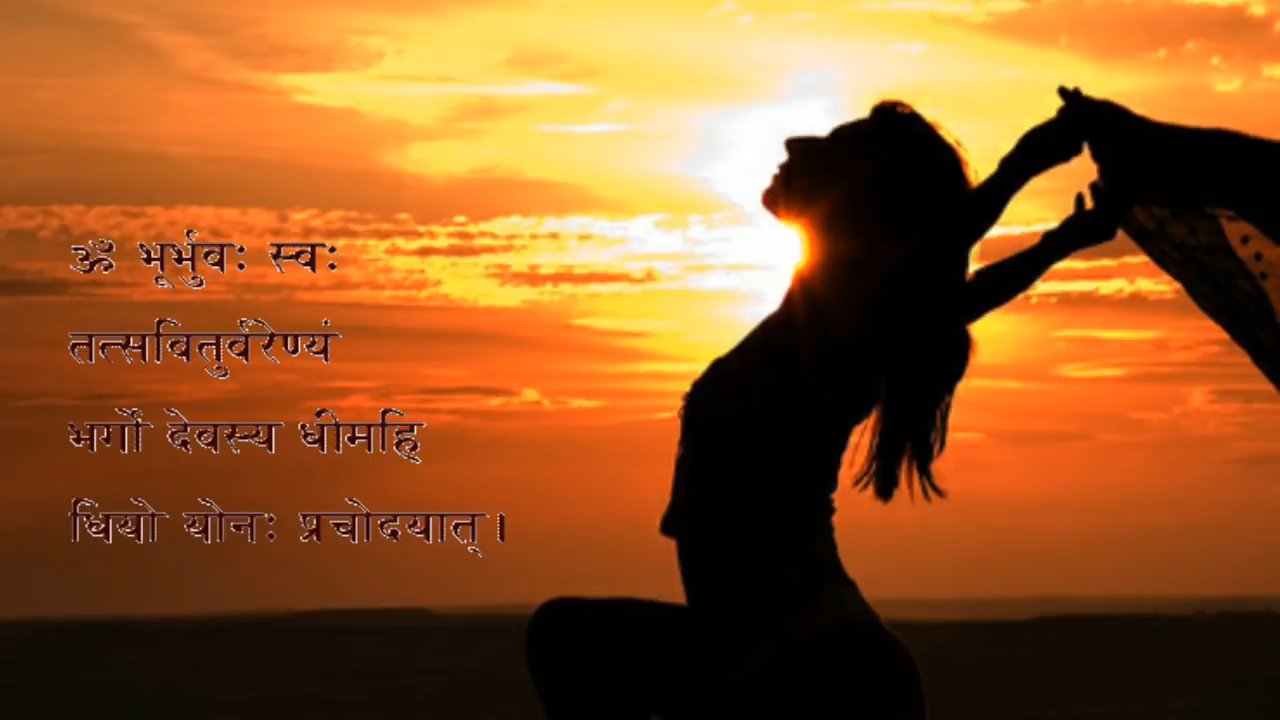 ॐ भूर्भुवः स्वः
तत्सवितुर्वरेण्यं
भर्गो देवस्य धीमहि
धियो योनः प्रचोदयात्।